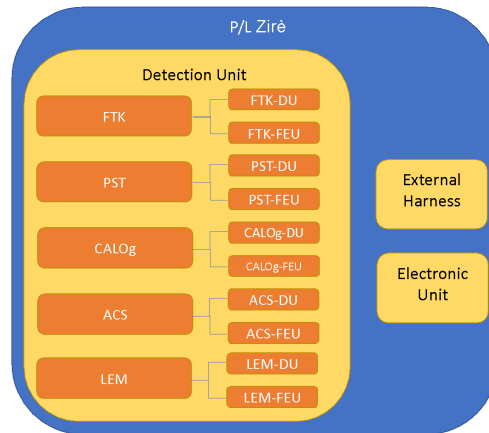 P/L Zirè
Detection Unit
FTK
FTK-DU
FTK-FEU
PST
PST-DU
PST-FEU
CALOg
CALOg-DU
CALOg-FEU
ACS
ACS-DU
ACS-FEU
LEM
LEM-DU
LEM-FEU
External
Harness
Electronic
Unit